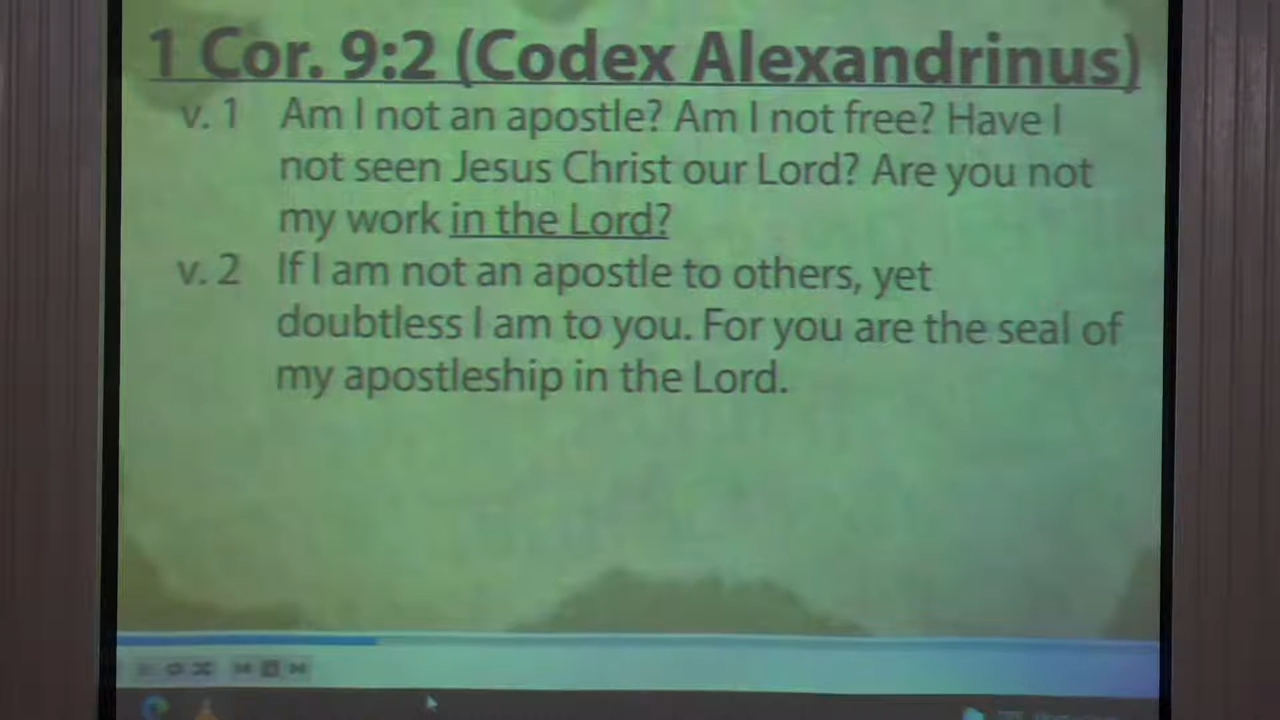 1 Cor. 9:2 (Codex Alexandrinus)
v. 1 Am I not an apostle? Am I not free? Have I
not seen Jesus Christ our Lord? Are you not
my work in the Lord?
v. 2 If I am not an apostle to others, yet
doubtless I am to you. For you are the seal of
my apostleship in the Lord.